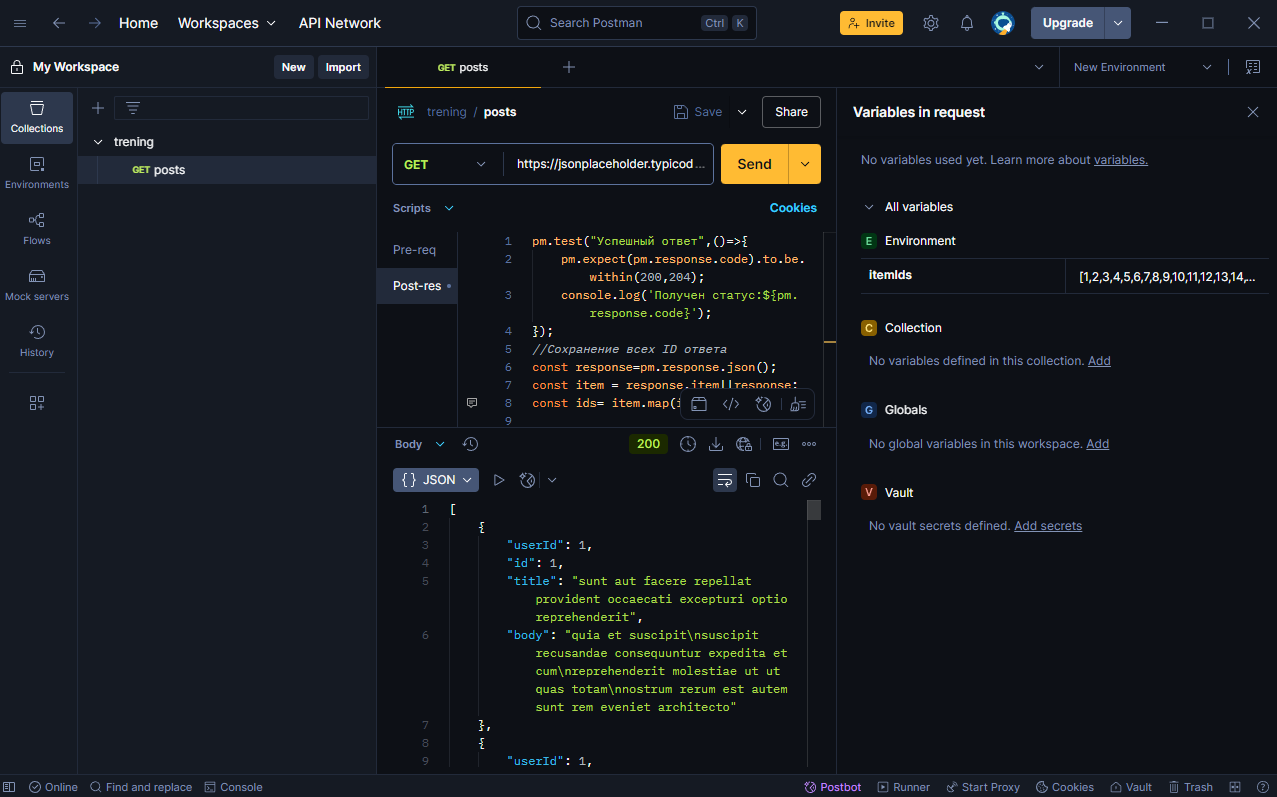 Home Workspaces API Network Search Postman Ctrl K Invite Upgrade
My Workspace New Import GET posts New Environment
Collections
Environments
Flows
Mock servers
History
trening
GET posts
HTTP trening / posts Save Share
GET https://jsonplaceholder.typicod... Send
Scripts Cookies
Pre-req
Post-res
1 pm.test("Успешный ответ",()=>{
2 pm.expect(pm.response.code).to.be.
within(200,204);
3 console.log('Получен статус:${pm.
response.code}');
4 });
5 //Сохранение всех ID ответа
6 const response=pm.response.json();
7 const item = response.item||response;
8 const ids= item.map(
9
Body 200 e.g.
{} JSON
1 [
2 {
3 "userId": 1,
4 "id": 1,
5 "title": "sunt aut facere repellat
provident occaecati excepturi optio
reprehenderit",
6 "body": "quia et suscipit\nsuscipit
recusandae consequuntur expedita et
cum\nreprehenderit molestiae ut ut
quas totam\nnostrum rerum est autem
sunt rem eveniet architecto"
7 },
8 {
9 "userId": 1,
Variables in request
No variables used yet. Learn more about variables.
All variables
E Environment
itemIds [1,2,3,4,5,6,7,8,9,10,11,12,13,14,...
C Collection
No variables defined in this collection. Add
G Globals
No global variables in this workspace. Add
V Vault
No vault secrets defined. Add secrets
Online Find and replace Console Postbot Runner Start Proxy Cookies Vault Trash